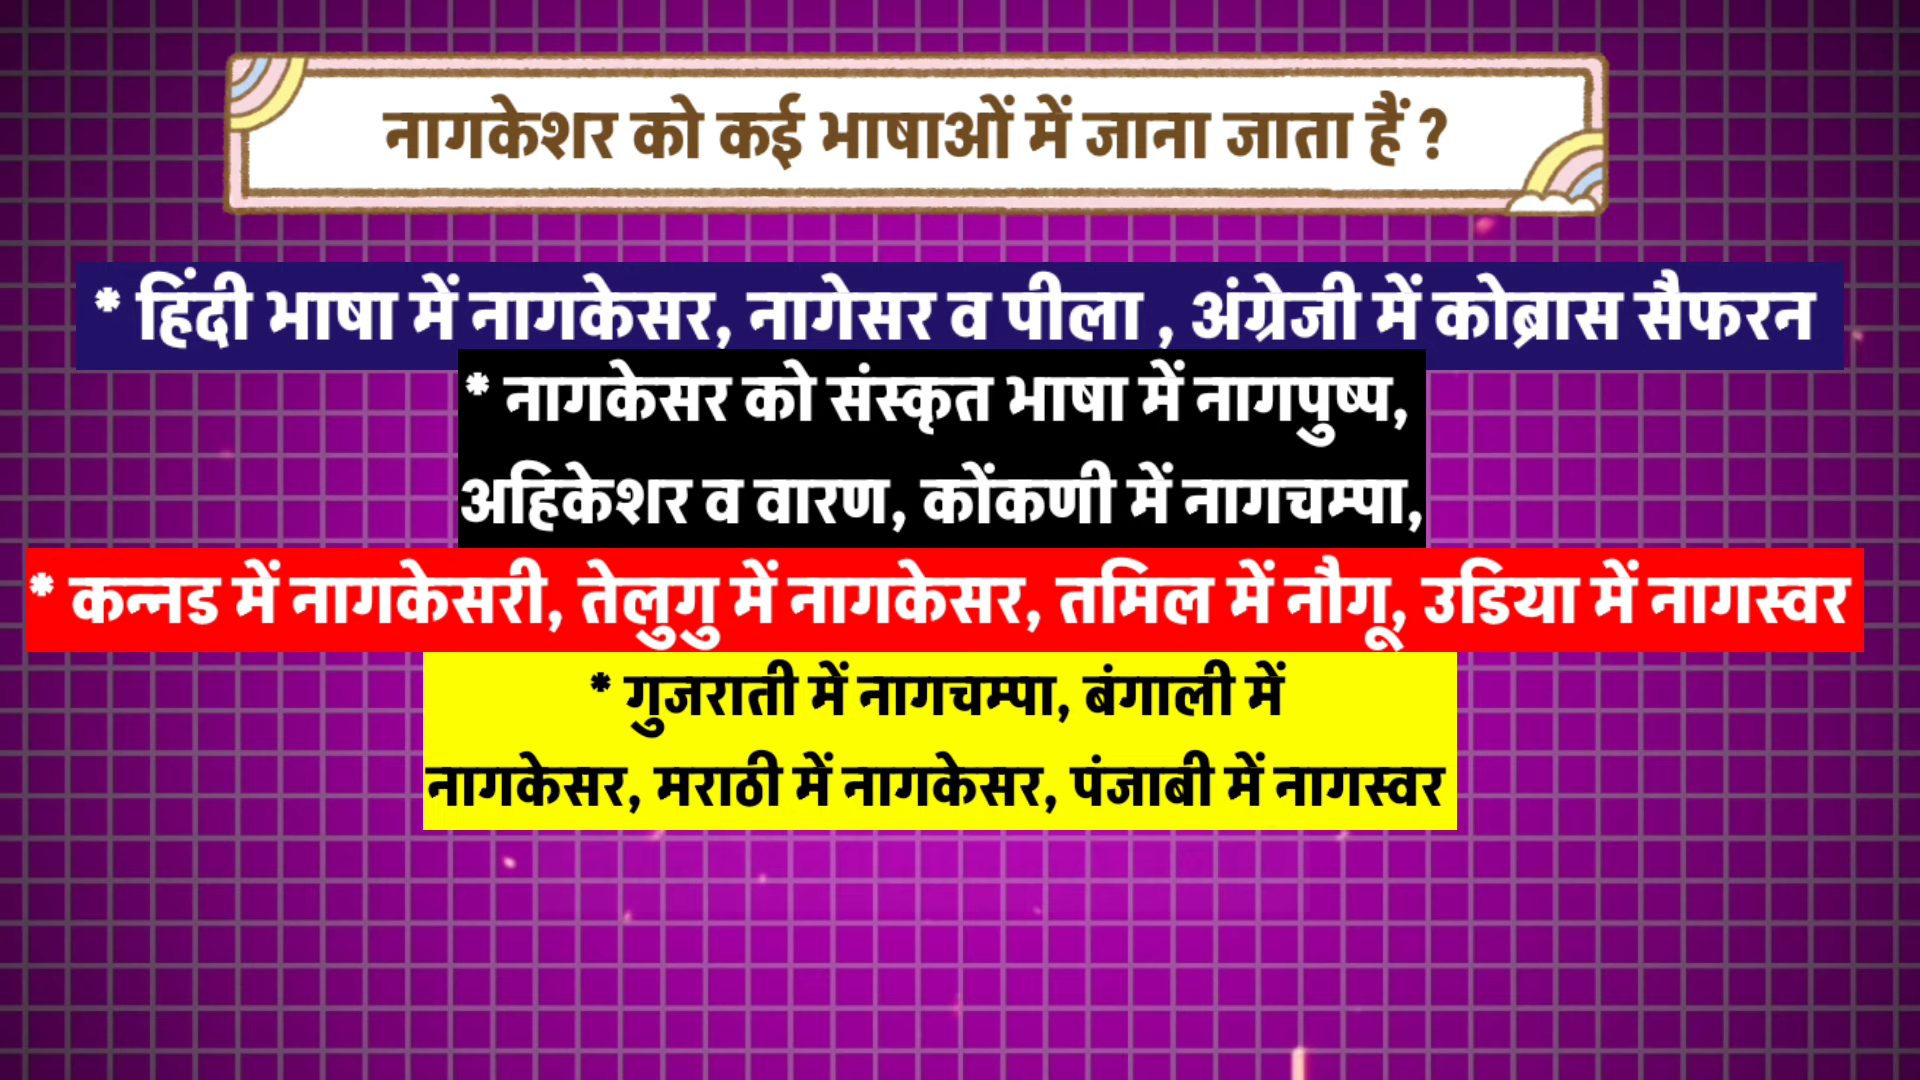 नागकेशर को कई भाषाओं में जाना जाता हैं ?
* हिंदी भाषा में नागकेसर, नागेसर व पीला , अंग्रेजी में कोब्रास सैफरन
* नागकेसर को संस्कृत भाषा में नागपुष्प,
अहिकेशर व वारण, कोंकणी में नागचम्पा,
* कन्नड में नागकेसरी, तेलुगु में नागकेसर, तमिल में नौगू, उडिया में नागस्वर
* गुजराती में नागचम्पा, बंगाली में
नागकेसर, मराठी में नागकेसर, पंजाबी में नागस्वर